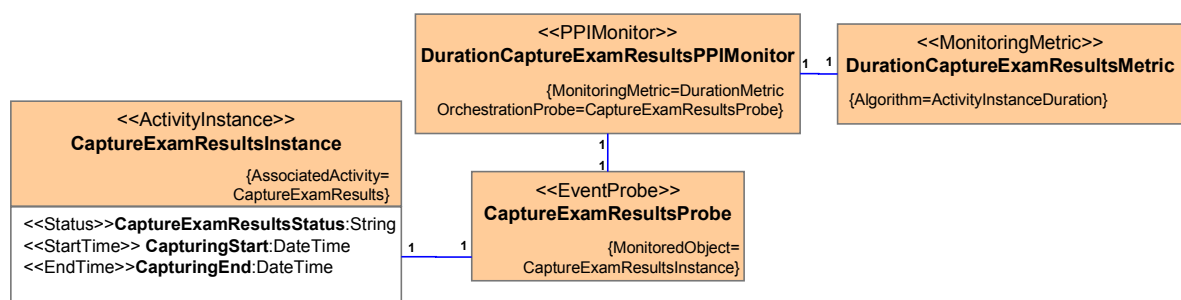 <<PPIMonitor>>
DurationCaptureExamResultsPPIMonitor
{MonitoringMetric=DurationMetric
OrchestrationProbe=CaptureExamResultsProbe}
1
1
<<MonitoringMetric>>
DurationCaptureExamResultsMetric
{Algorithm=ActivityInstanceDuration}
<<ActivityInstance>>
CaptureExamResultsInstance
{AssociatedActivity=
CaptureExamResults}
<<Status>>CaptureExamResultsStatus:String
<<StartTime>> CapturingStart:DateTime
<<EndTime>>CapturingEnd:DateTime
1
1
1
1
<<EventProbe>>
CaptureExamResultsProbe
{MonitoredObject=
CaptureExamResultsInstance}